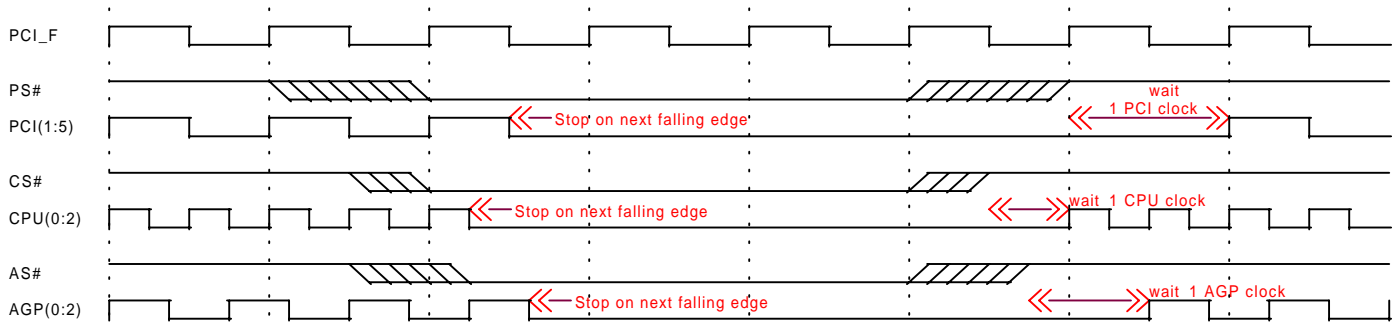 PCI_F
PS#
wait
1 PCI clock
PCI(1:5)
Stop on next falling edge
CS#
wait 1 CPU clock
CPU(0:2)
Stop on next falling edge
AS#
wait 1 AGP clock
AGP(0:2)
Stop on next falling edge